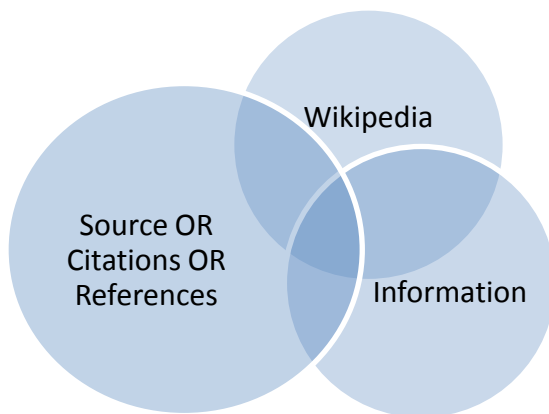 Wikipedia
Source OR
Citations OR
References
Information